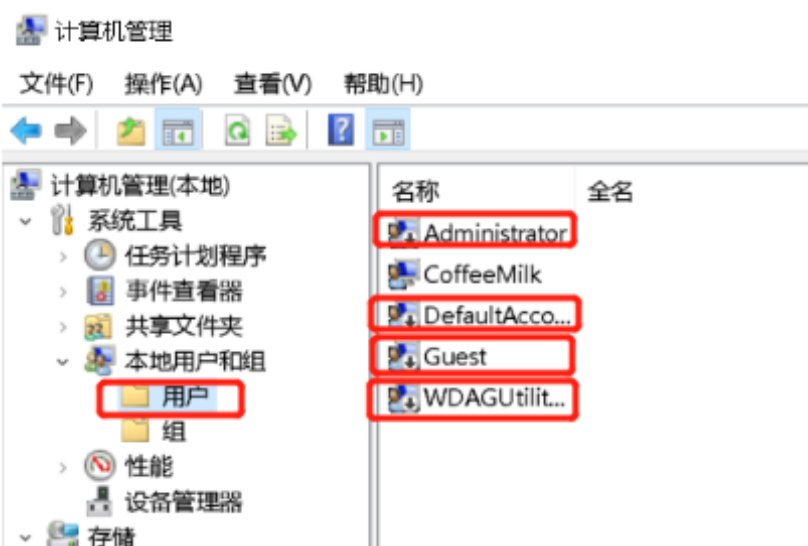 计算机管理
文件(F) 操作(A) 查看(V) 帮助(H)
计算机管理(本地)
系统工具
任务计划程序
事件查看器
共享文件夹
本地用户和组
用户
组
性能
设备管理器
存储
名称 全名
Administrator
CoffeeMilk
DefaultAcco...
Guest
WDAGUtilit...